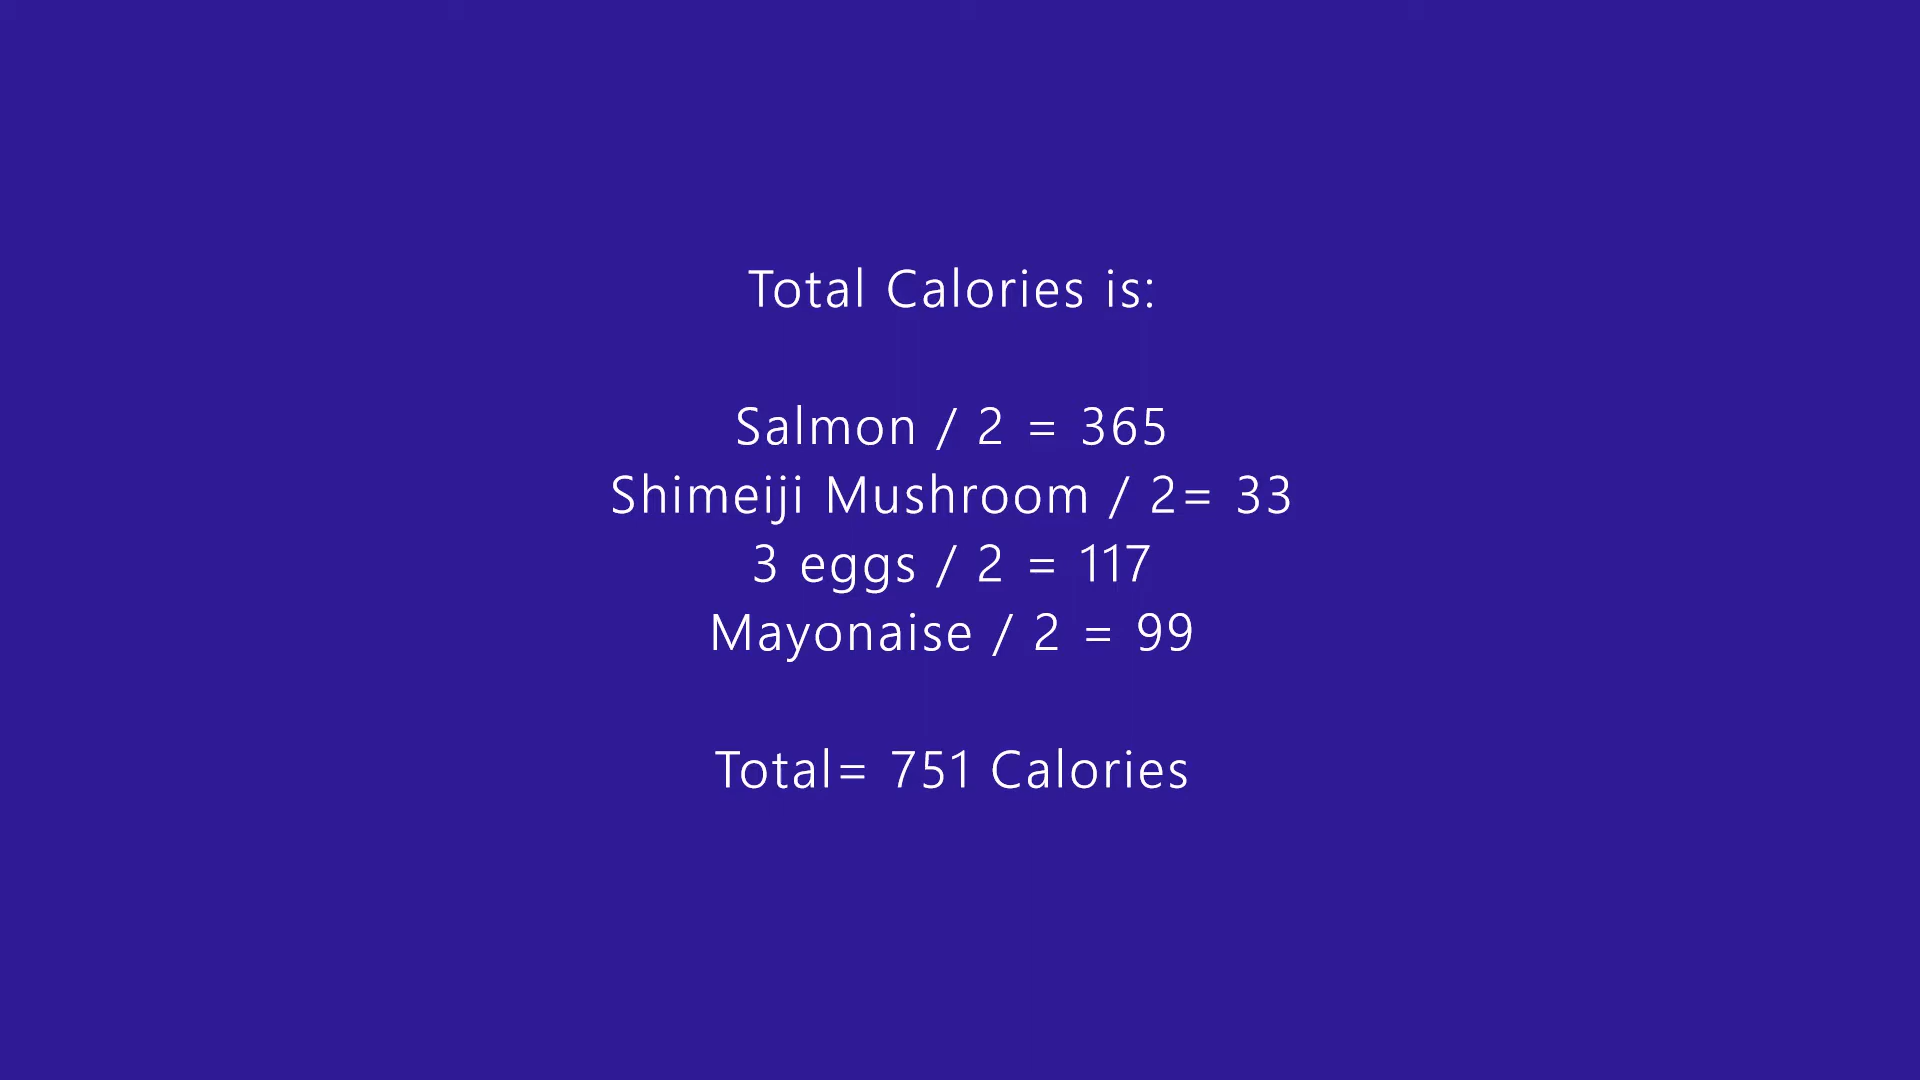 Total Calories is:
Salmon / 2 = 365
Shimeiji Mushroom / 2= 33
3 eggs / 2 = 117
Mayonaise / 2 = 99
Total= 751 Calories